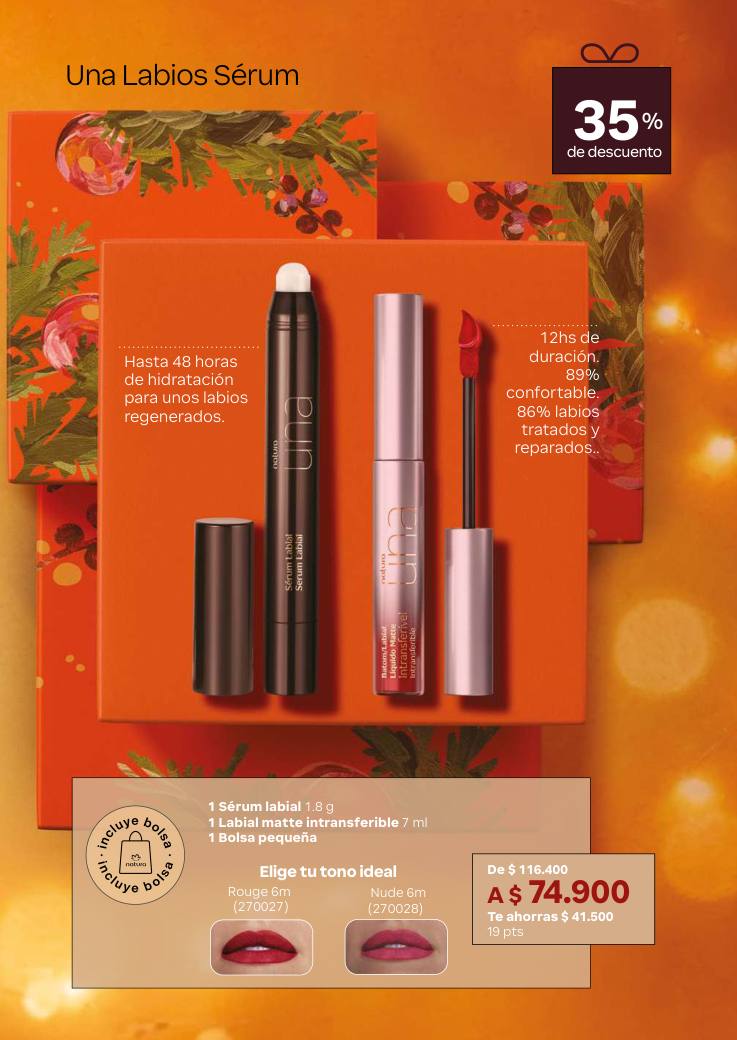 Una Labios Sérum
35%
de descuento
Hasta 48 horas
de hidratación
para unos labios
regenerados.
12hs de
duración.
89%
confortable.
86% labios
tratados y
reparados..
natura
una
Sérum Labial
Serum Labial
natura
una
Batom/Labial
Líquido Matte
Intransferível
Intransferible
incluye bolsa
natura
incluye bolsa
1 Sérum labial 1.8 g
1 Labial matte intransferible 7 ml
1 Bolsa pequeña
Elige tu tono ideal
Rouge 6m
(270027)
Nude 6m
(270028)
De $ 116.400
A $ 74.900
Te ahorras $ 41.500
19 pts